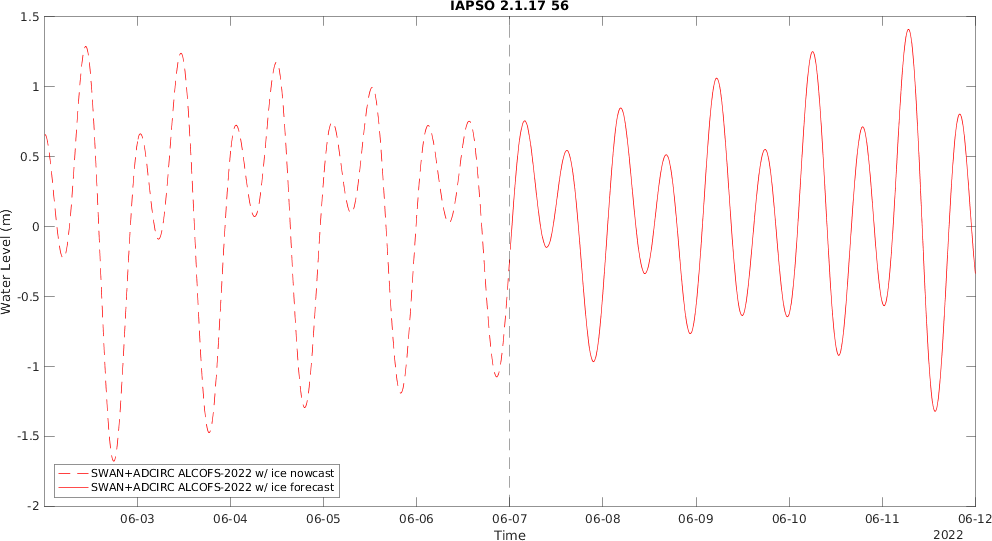 IAPSO 2.1.17 56
1.5
1
0.5
0
-0.5
-1
-1.5
-2
Water Level (m)
SWAN+ADCIRC ALCOFS-2022 w/ ice nowcast
SWAN+ADCIRC ALCOFS-2022 w/ ice forecast
06-03 06-04 06-05 06-06 06-07 06-08 06-09 06-10 06-11 06-12
Time
2022